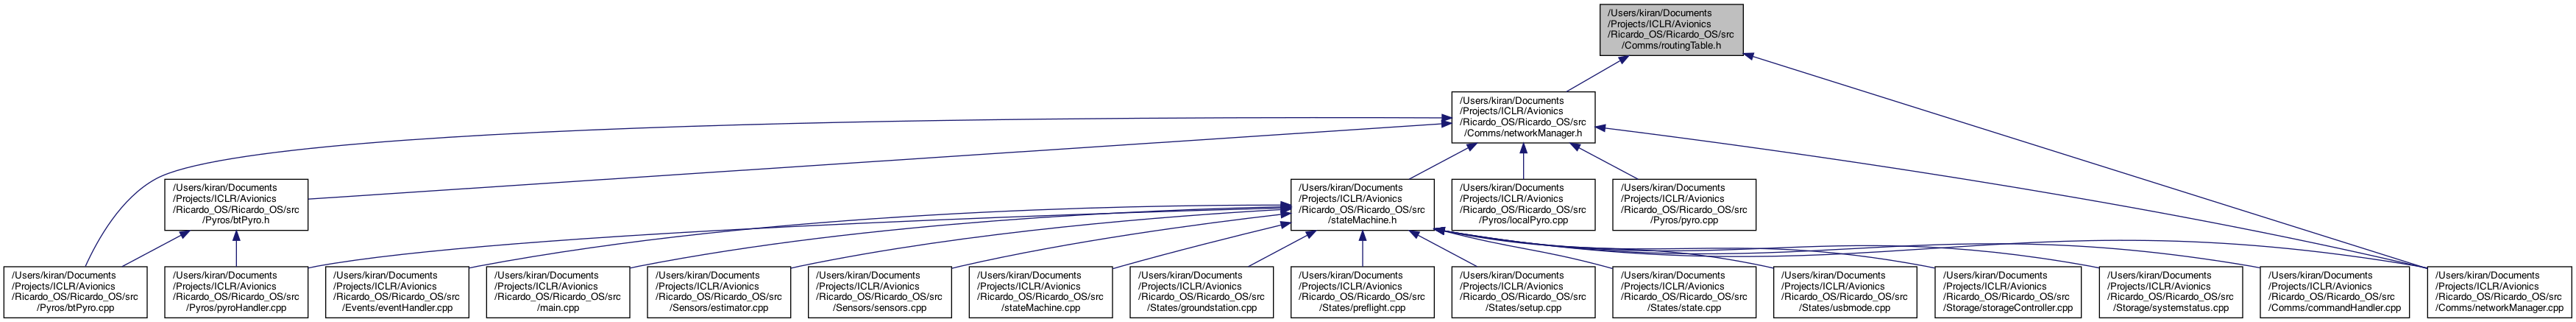 /Users/kiran/Documents
/Projects/ICLR/Avionics
/Ricardo_OS/Ricardo_OS/src
/Comms/routingTable.h
/Users/kiran/Documents
/Projects/ICLR/Avionics
/Ricardo_OS/Ricardo_OS/src
/Comms/networkManager.h
/Users/kiran/Documents
/Projects/ICLR/Avionics
/Ricardo_OS/Ricardo_OS/src
/Pyros/btPyro.h
/Users/kiran/Documents
/Projects/ICLR/Avionics
/Ricardo_OS/Ricardo_OS/src
/stateMachine.h
/Users/kiran/Documents
/Projects/ICLR/Avionics
/Ricardo_OS/Ricardo_OS/src
/Pyros/localPyro.cpp
/Users/kiran/Documents
/Projects/ICLR/Avionics
/Ricardo_OS/Ricardo_OS/src
/Pyros/pyro.cpp
/Users/kiran/Documents
/Projects/ICLR/Avionics
/Ricardo_OS/Ricardo_OS/src
/Pyros/btPyro.cpp
/Users/kiran/Documents
/Projects/ICLR/Avionics
/Ricardo_OS/Ricardo_OS/src
/Pyros/pyroHandler.cpp
/Users/kiran/Documents
/Projects/ICLR/Avionics
/Ricardo_OS/Ricardo_OS/src
/Events/eventHandler.cpp
/Users/kiran/Documents
/Projects/ICLR/Avionics
/Ricardo_OS/Ricardo_OS/src
/main.cpp
/Users/kiran/Documents
/Projects/ICLR/Avionics
/Ricardo_OS/Ricardo_OS/src
/Sensors/estimator.cpp
/Users/kiran/Documents
/Projects/ICLR/Avionics
/Ricardo_OS/Ricardo_OS/src
/Sensors/sensors.cpp
/Users/kiran/Documents
/Projects/ICLR/Avionics
/Ricardo_OS/Ricardo_OS/src
/stateMachine.cpp
/Users/kiran/Documents
/Projects/ICLR/Avionics
/Ricardo_OS/Ricardo_OS/src
/States/groundstation.cpp
/Users/kiran/Documents
/Projects/ICLR/Avionics
/Ricardo_OS/Ricardo_OS/src
/States/preflight.cpp
/Users/kiran/Documents
/Projects/ICLR/Avionics
/Ricardo_OS/Ricardo_OS/src
/States/setup.cpp
/Users/kiran/Documents
/Projects/ICLR/Avionics
/Ricardo_OS/Ricardo_OS/src
/States/state.cpp
/Users/kiran/Documents
/Projects/ICLR/Avionics
/Ricardo_OS/Ricardo_OS/src
/States/usbmode.cpp
/Users/kiran/Documents
/Projects/ICLR/Avionics
/Ricardo_OS/Ricardo_OS/src
/Storage/storageController.cpp
/Users/kiran/Documents
/Projects/ICLR/Avionics
/Ricardo_OS/Ricardo_OS/src
/Storage/systemstatus.cpp
/Users/kiran/Documents
/Projects/ICLR/Avionics
/Ricardo_OS/Ricardo_OS/src
/Comms/commandHandler.cpp
/Users/kiran/Documents
/Projects/ICLR/Avionics
/Ricardo_OS/Ricardo_OS/src
/Comms/networkManager.cpp